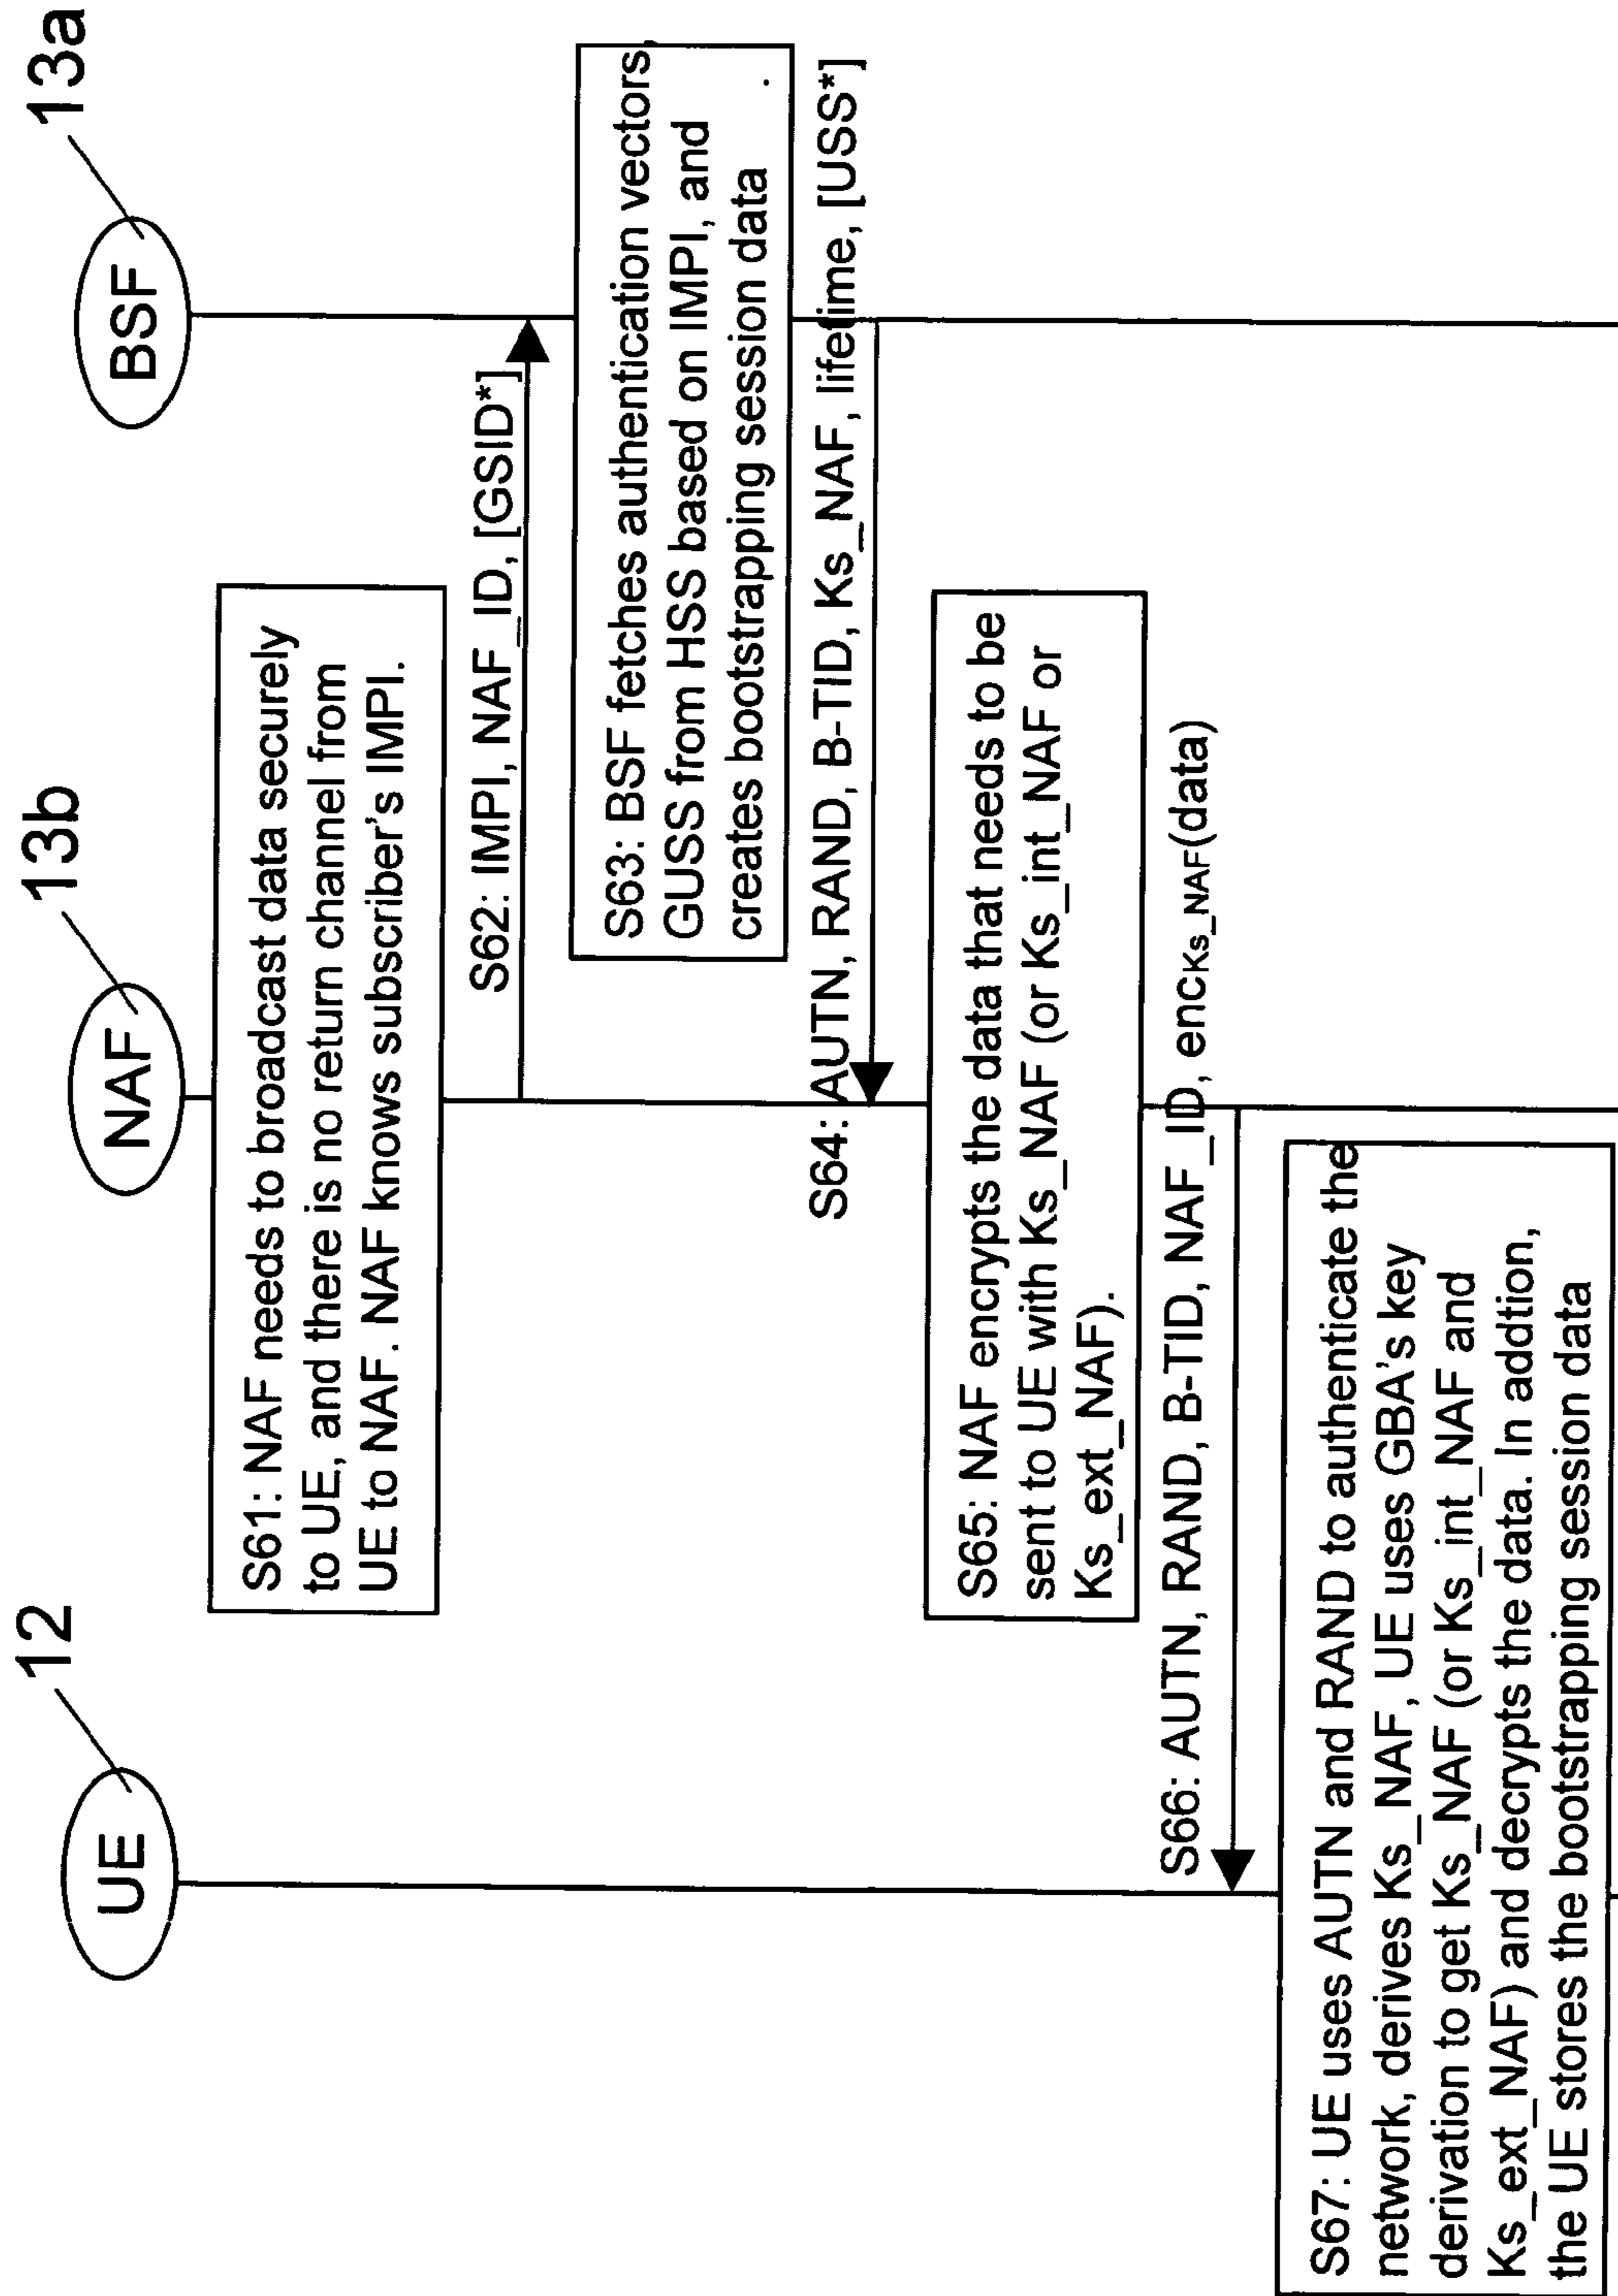 12
13b
13a
UE
NAF
BSF
S61: NAF needs to broadcast data securely
to UE, and there is no return channel from
UE to NAF. NAF knows subscriber's IMPI.
S62: IMPI, NAF_ID, [GSID*]
S63: BSF fetches authentication vectors,
GUSS from HSS based on IMPI, and
creates bootstrapping session data .
S64: AUTN, RAND, B-TID, Ks_NAF, lifetime, [USS*]
S65: NAF encrypts the data that needs to be
sent to UE with Ks_NAF (or Ks_int_NAF or
Ks_ext_NAF).
S66: AUTN, RAND, B-TID, NAF_ID, encKs_NAF(data)
S67: UE uses AUTN and RAND to authenticate the
network, derives Ks_NAF, UE uses GBA's key
derivation to get Ks_NAF (or Ks_int_NAF and
Ks_ext_NAF) and decrypts the data. In addtion,
the UE stores the bootstrapping session data